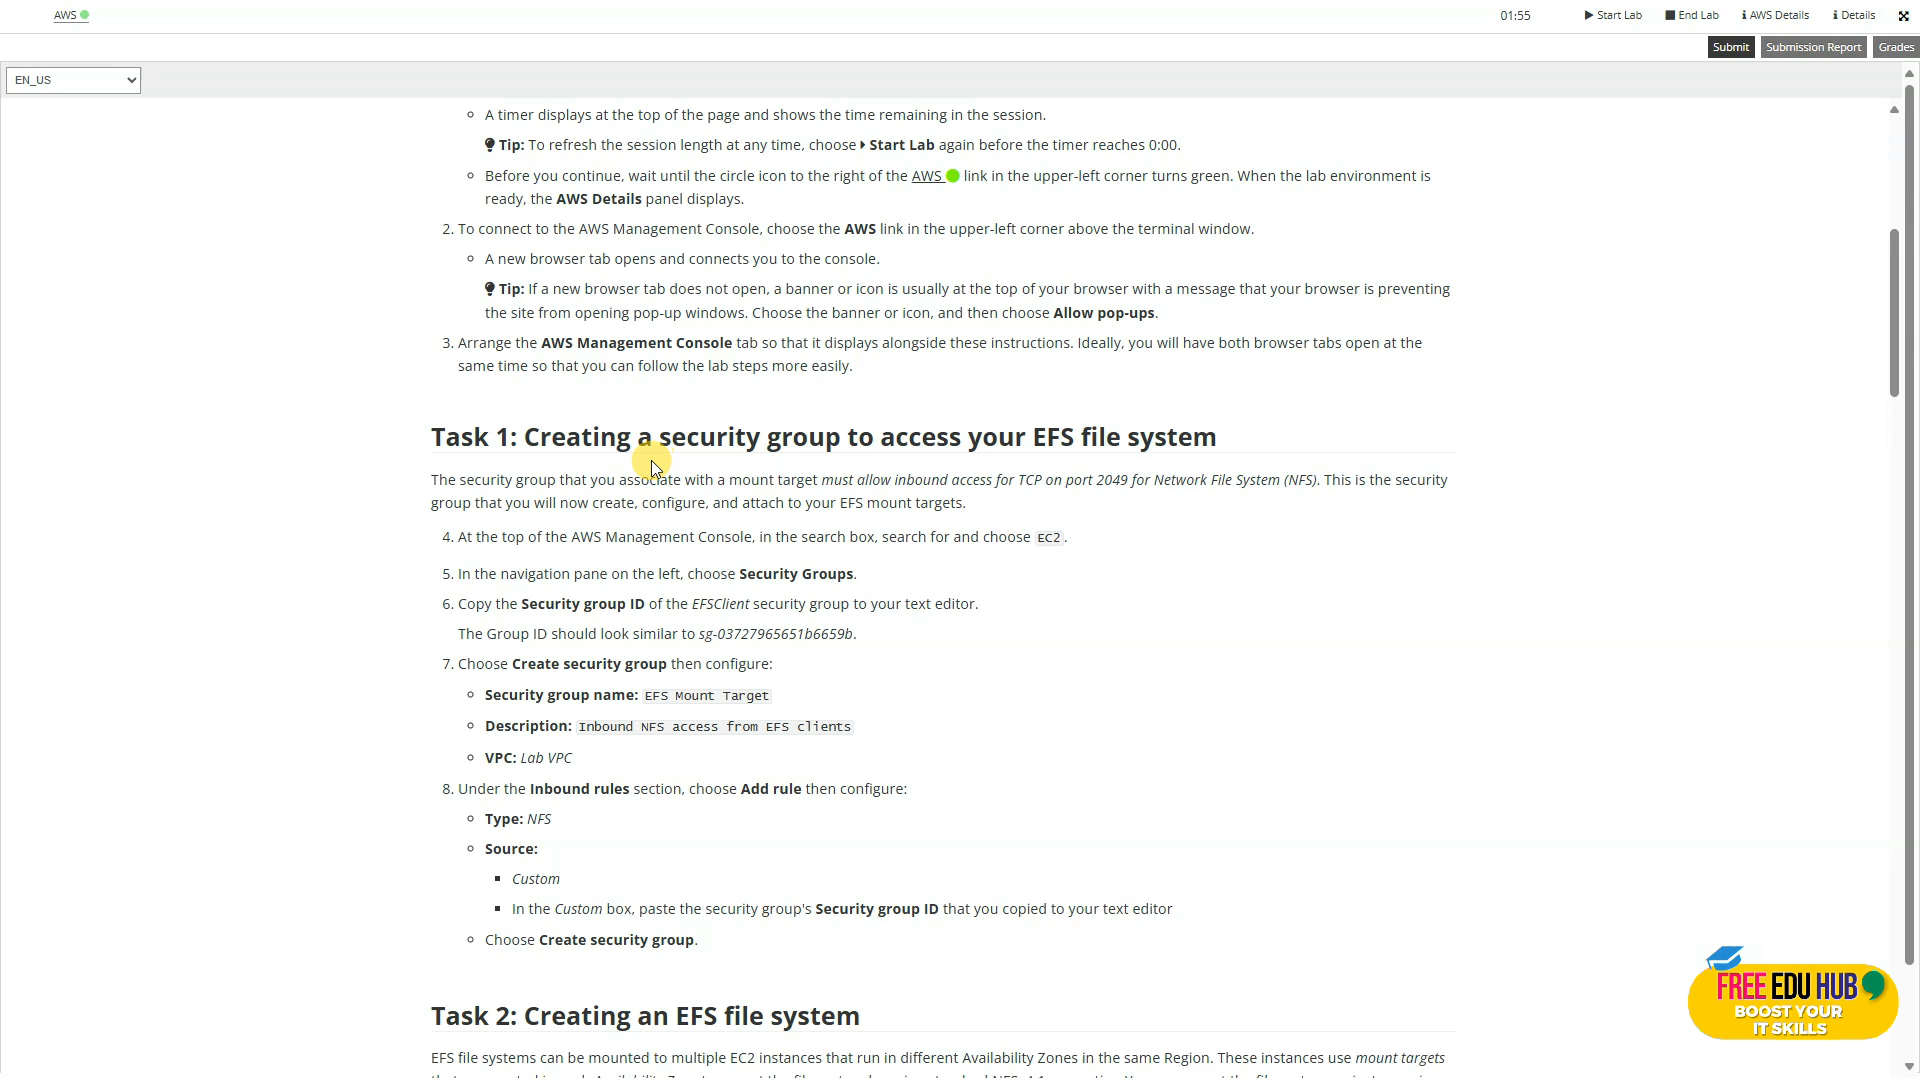 AWS
01:55
Start Lab
End Lab
AWS Details
Details
Submit
Submission Report
Grades
EN_US
A timer displays at the top of the page and shows the time remaining in the session.
Tip: To refresh the session length at any time, choose Start Lab again before the timer reaches 0:00.
Before you continue, wait until the circle icon to the right of the AWS link in the upper-left corner turns green. When the lab environment is
ready, the AWS Details panel displays.
2. To connect to the AWS Management Console, choose the AWS link in the upper-left corner above the terminal window.
A new browser tab opens and connects you to the console.
Tip: If a new browser tab does not open, a banner or icon is usually at the top of your browser with a message that your browser is preventing
the site from opening pop-up windows. Choose the banner or icon, and then choose Allow pop-ups.
3. Arrange the AWS Management Console tab so that it displays alongside these instructions. Ideally, you will have both browser tabs open at the
same time so that you can follow the lab steps more easily.
Task 1: Creating a security group to access your EFS file system
The security group that you associate with a mount target must allow inbound access for TCP on port 2049 for Network File System (NFS). This is the security
group that you will now create, configure, and attach to your EFS mount targets.
4. At the top of the AWS Management Console, in the search box, search for and choose EC2.
5. In the navigation pane on the left, choose Security Groups.
6. Copy the Security group ID of the EFSClient security group to your text editor.
The Group ID should look similar to sg-03727965651b6659b.
7. Choose Create security group then configure:
Security group name: EFS Mount Target
Description: Inbound NFS access from EFS clients
VPC: Lab VPC
8. Under the Inbound rules section, choose Add rule then configure:
Type: NFS
Source:
Custom
In the Custom box, paste the security group's Security group ID that you copied to your text editor
Choose Create security group.
Task 2: Creating an EFS file system
EFS file systems can be mounted to multiple EC2 instances that run in different Availability Zones in the same Region. These instances use mount targets
FREE EDU HUB
BOOST YOUR
IT SKILLS